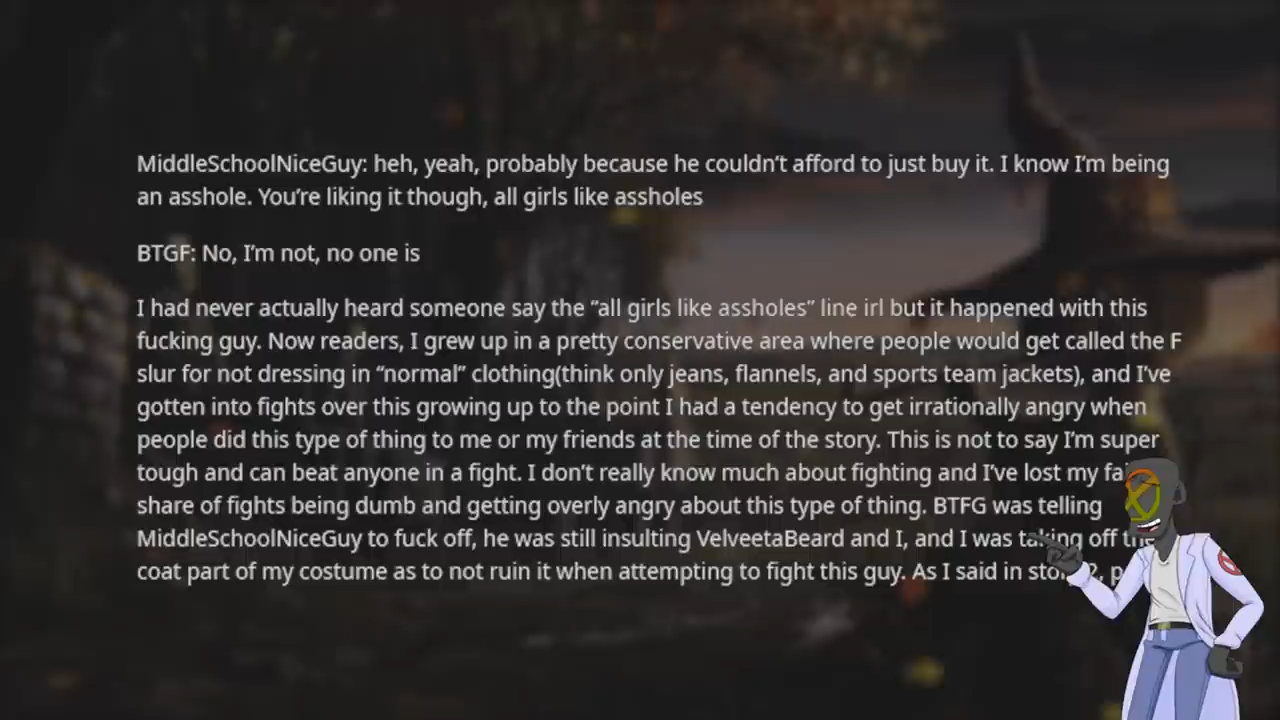 MiddleSchoolNiceGuy: heh, yeah, probably because he couldn’t afford to just buy it. I know I’m being
an asshole. You’re liking it though, all girls like assholes
BTGF: No, I’m not, no one is
I had never actually heard someone say the “all girls like assholes” line irl but it happened with this
fucking guy. Now readers, I grew up in a pretty conservative area where people would get called the F
slur for not dressing in “normal” clothing(think only jeans, flannels, and sports team jackets), and I’ve
gotten into fights over this growing up to the point I had a tendency to get irrationally angry when
people did this type of thing to me or my friends at the time of the story. This is not to say I’m super
tough and can beat anyone in a fight. I don’t really know much about fighting and I’ve lost my
share of fights being dumb and getting overly angry about this type of thing. BTFG was telling
MiddleSchoolNiceGuy to fuck off, he was still insulting VelveetaBeard and I, and I was taking off
coat part of my costume as to not ruin it when attempting to fight this guy. As I said in